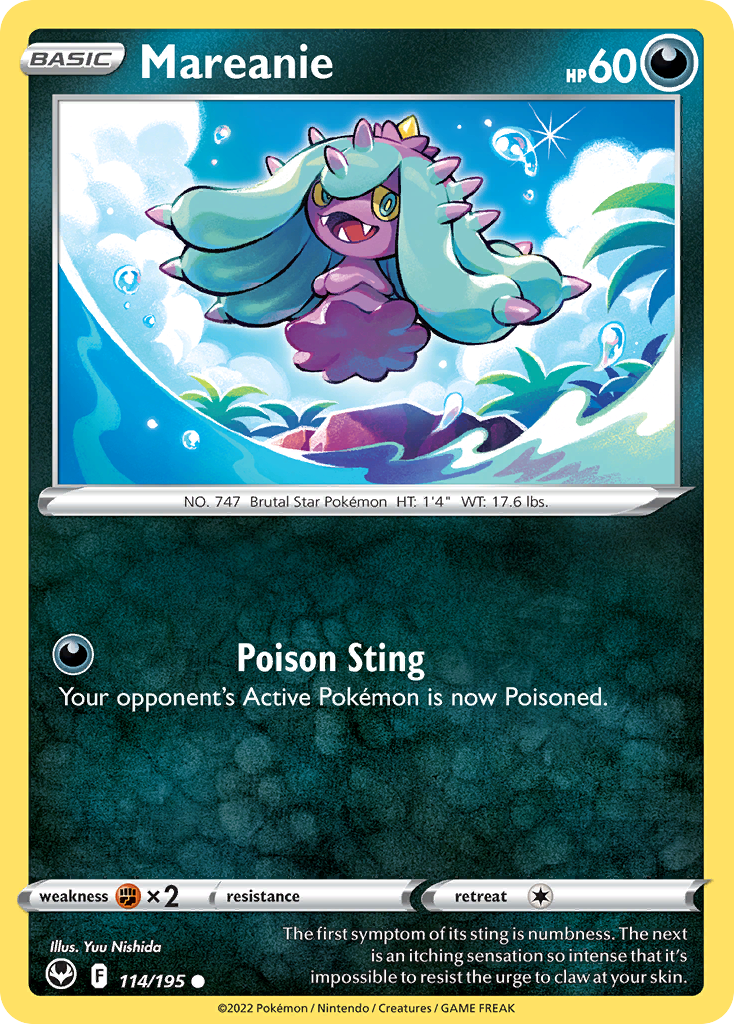 BASIC Mareanie HP60
NO. 747 Brutal Star Pokémon HT: 1'4" WT: 17.6 lbs.
Poison Sting
Your opponent's Active Pokémon is now Poisoned.
weakness ×2 resistance retreat
Illus. Yuu Nishida
The first symptom of its sting is numbness. The next
is an itching sensation so intense that it's
impossible to resist the urge to claw at your skin.
F 114/195
©2022 Pokémon / Nintendo / Creatures / GAME FREAK